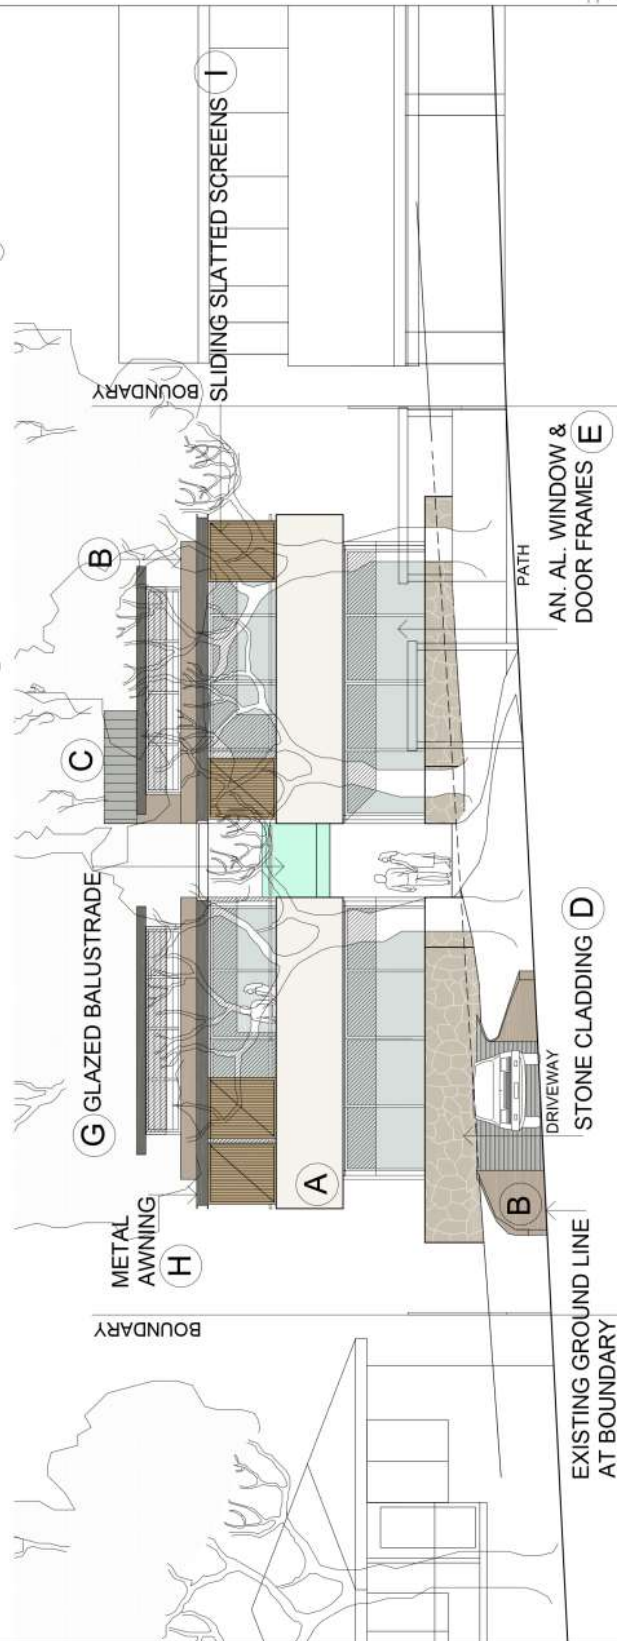 BOUNDARY
METAL
AWNING
H
G GLAZED BALUSTRADE
C
B
BOUNDARY
SLIDING SLATTED SCREENS I
A
B
EXISTING GROUND LINE
AT BOUNDARY
DRIVEWAY
STONE CLADDING D
PATH
AN. AL. WINDOW &
DOOR FRAMES E